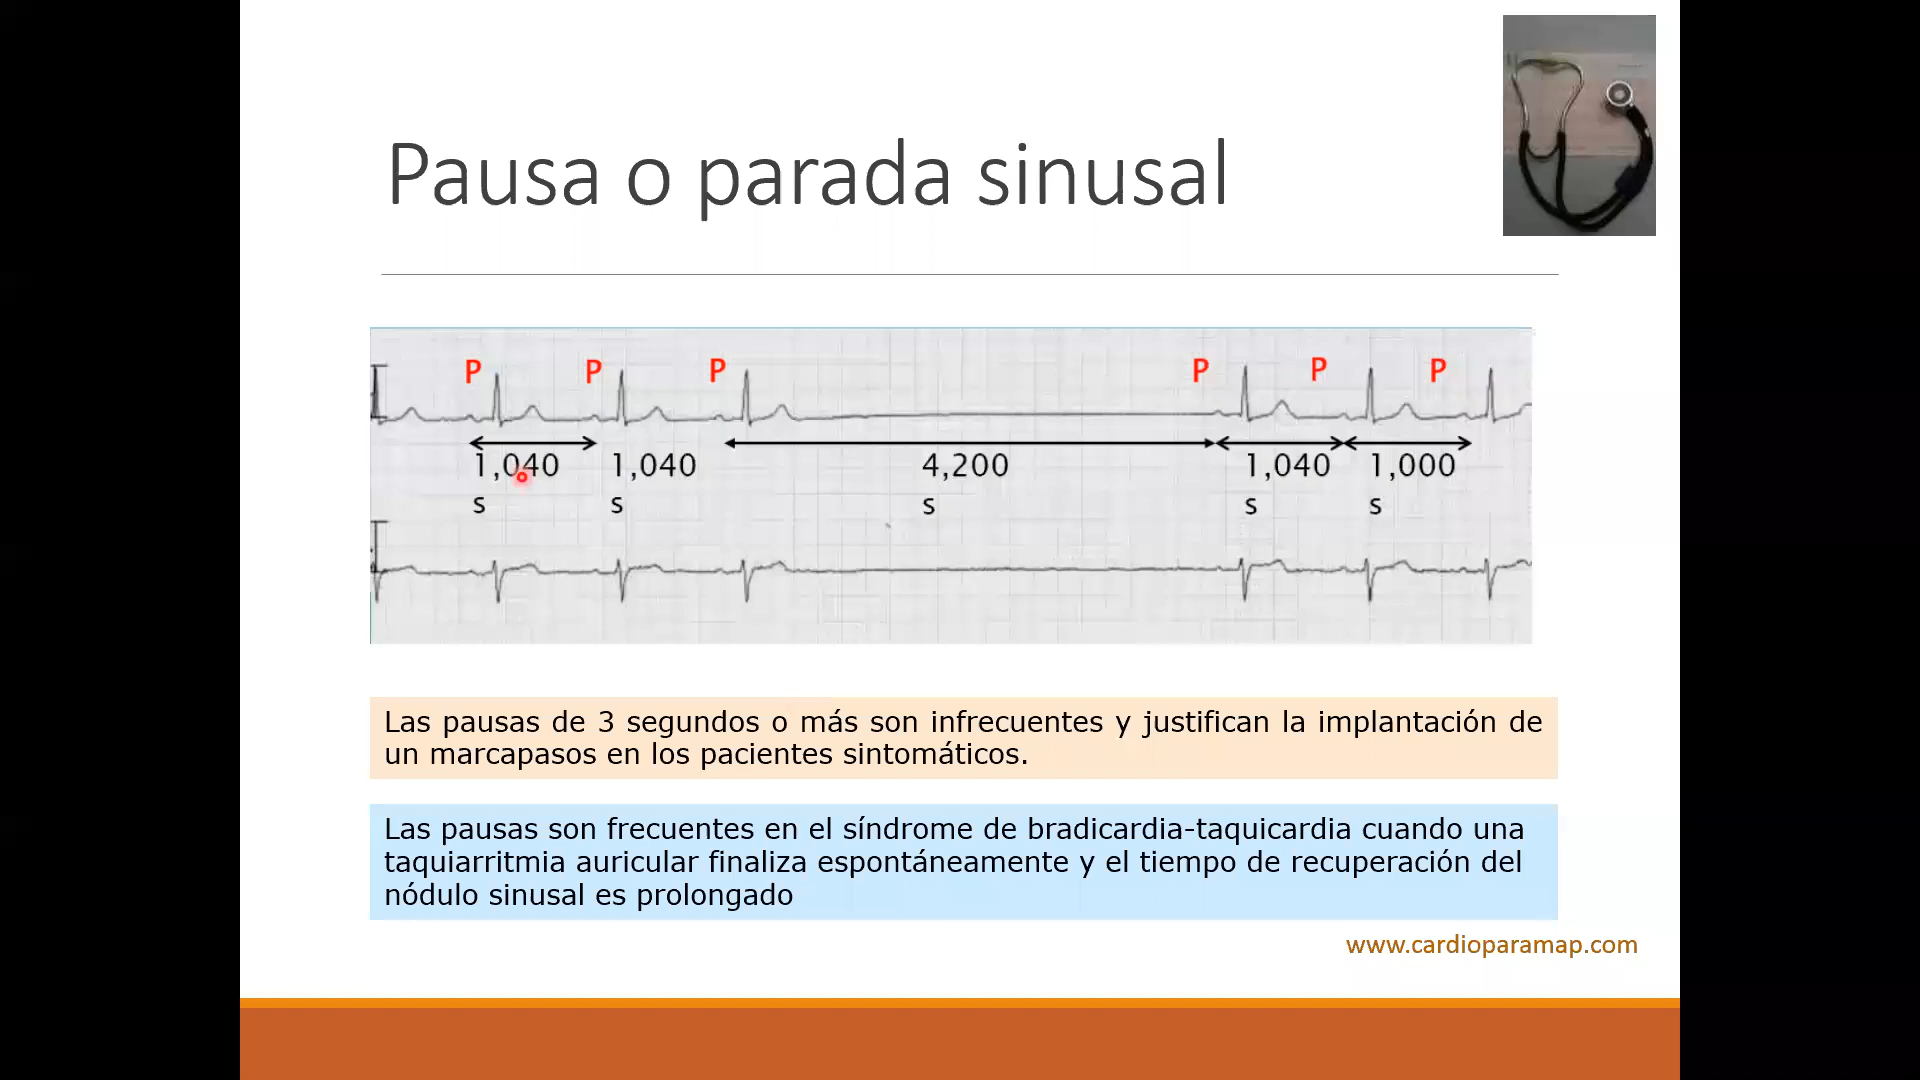 Pausa o parada sinusal
P P P P P P
1,040 1,040 4,200 1,040 1,000
s s s s s
Las pausas de 3 segundos o más son infrecuentes y justifican la implantación de
un marcapasos en los pacientes sintomáticos.
Las pausas son frecuentes en el síndrome de bradicardia-taquicardia cuando una
taquiarritmia auricular finaliza espontáneamente y el tiempo de recuperación del
nódulo sinusal es prolongado
www.cardioparamap.com